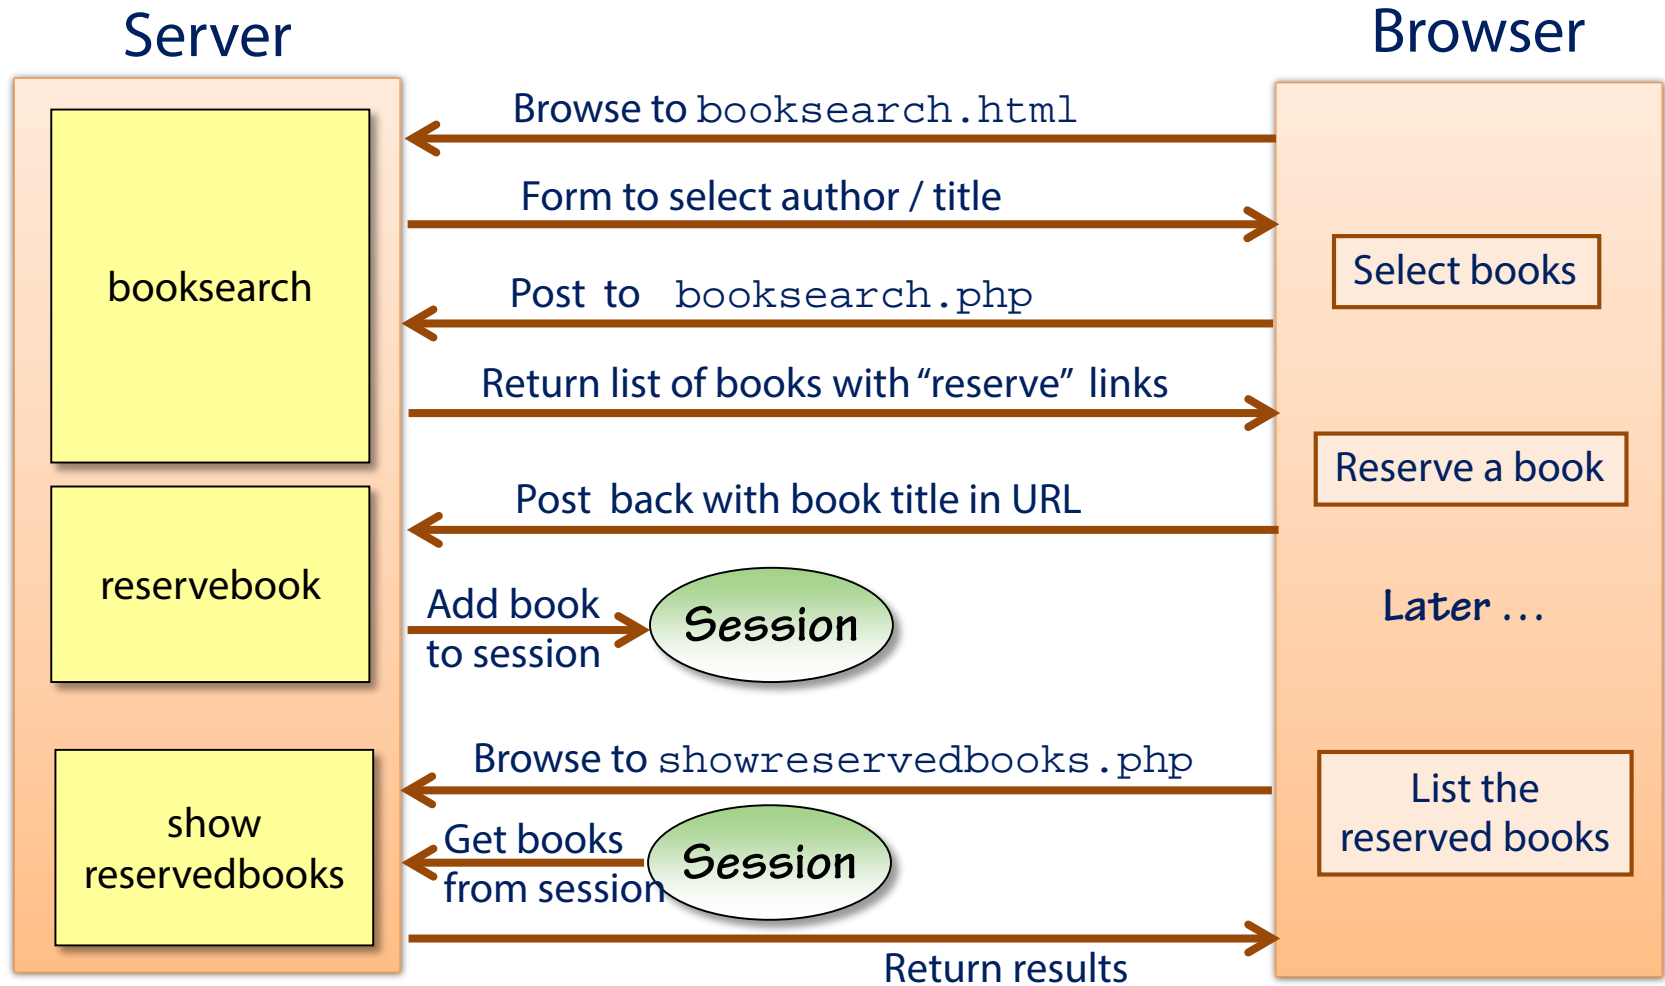 Server
Browser
Browse to booksearch.html
Form to select author / title
booksearch
Select books
Post to booksearch.php
Return list of books with “reserve” links
Reserve a book
Post back with book title in URL
reservebook
Add book
to session
Session
Later ...
Browse to showreservedbooks.php
show
reservedbooks
Get books
from session
Session
List the
reserved books
Return results